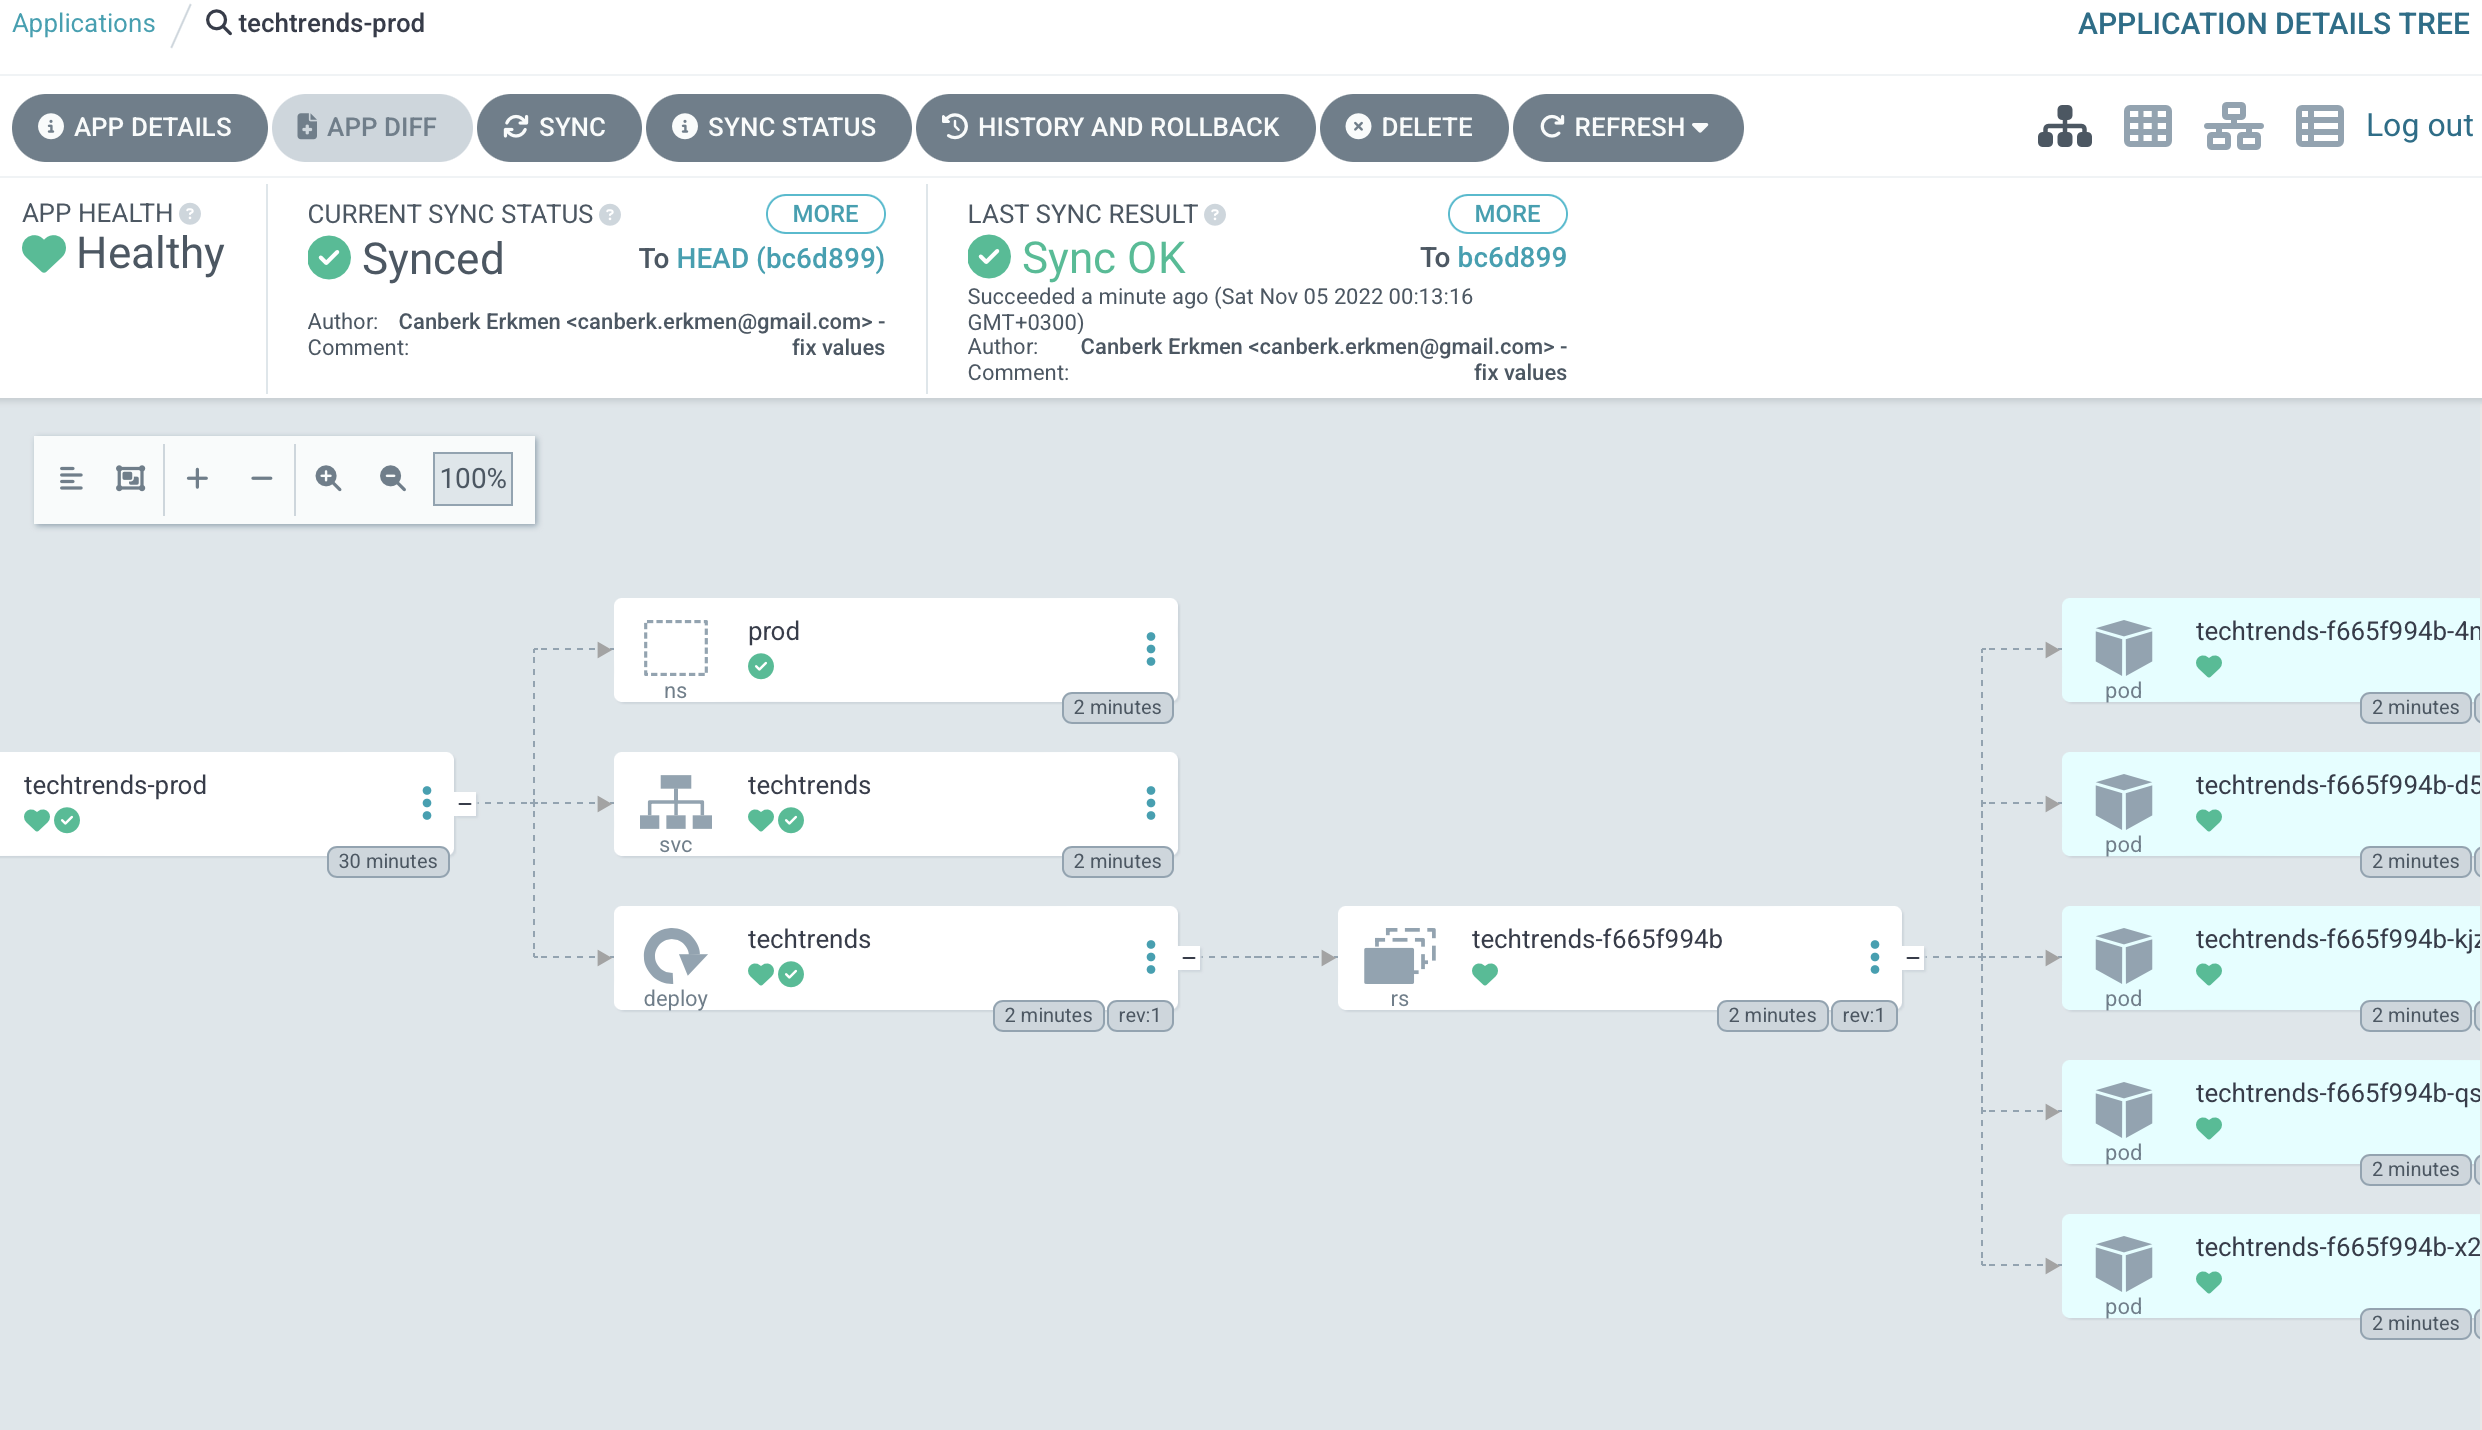 Applications / techtrends-prod
APPLICATION DETAILS TREE
APP DETAILS
APP DIFF
SYNC
SYNC STATUS
HISTORY AND ROLLBACK
DELETE
REFRESH
Log out
APP HEALTH ?
Healthy
CURRENT SYNC STATUS ?
MORE
Synced
To HEAD (bc6d899)
Author: Canberk Erkmen <canberk.erkmen@gmail.com> -
Comment: fix values
LAST SYNC RESULT ?
MORE
Sync OK
To bc6d899
Succeeded a minute ago (Sat Nov 05 2022 00:13:16
GMT+0300)
Author: Canberk Erkmen <canberk.erkmen@gmail.com> -
Comment: fix values
100%
techtrends-prod
30 minutes
prod
ns
2 minutes
techtrends
svc
2 minutes
techtrends
deploy
2 minutes
rev:1
techtrends-f665f994b
rs
2 minutes
rev:1
techtrends-f665f994b-4n
pod
2 minutes
techtrends-f665f994b-d5
pod
2 minutes
techtrends-f665f994b-kjz
pod
2 minutes
techtrends-f665f994b-qs
pod
2 minutes
techtrends-f665f994b-x2
pod
2 minutes